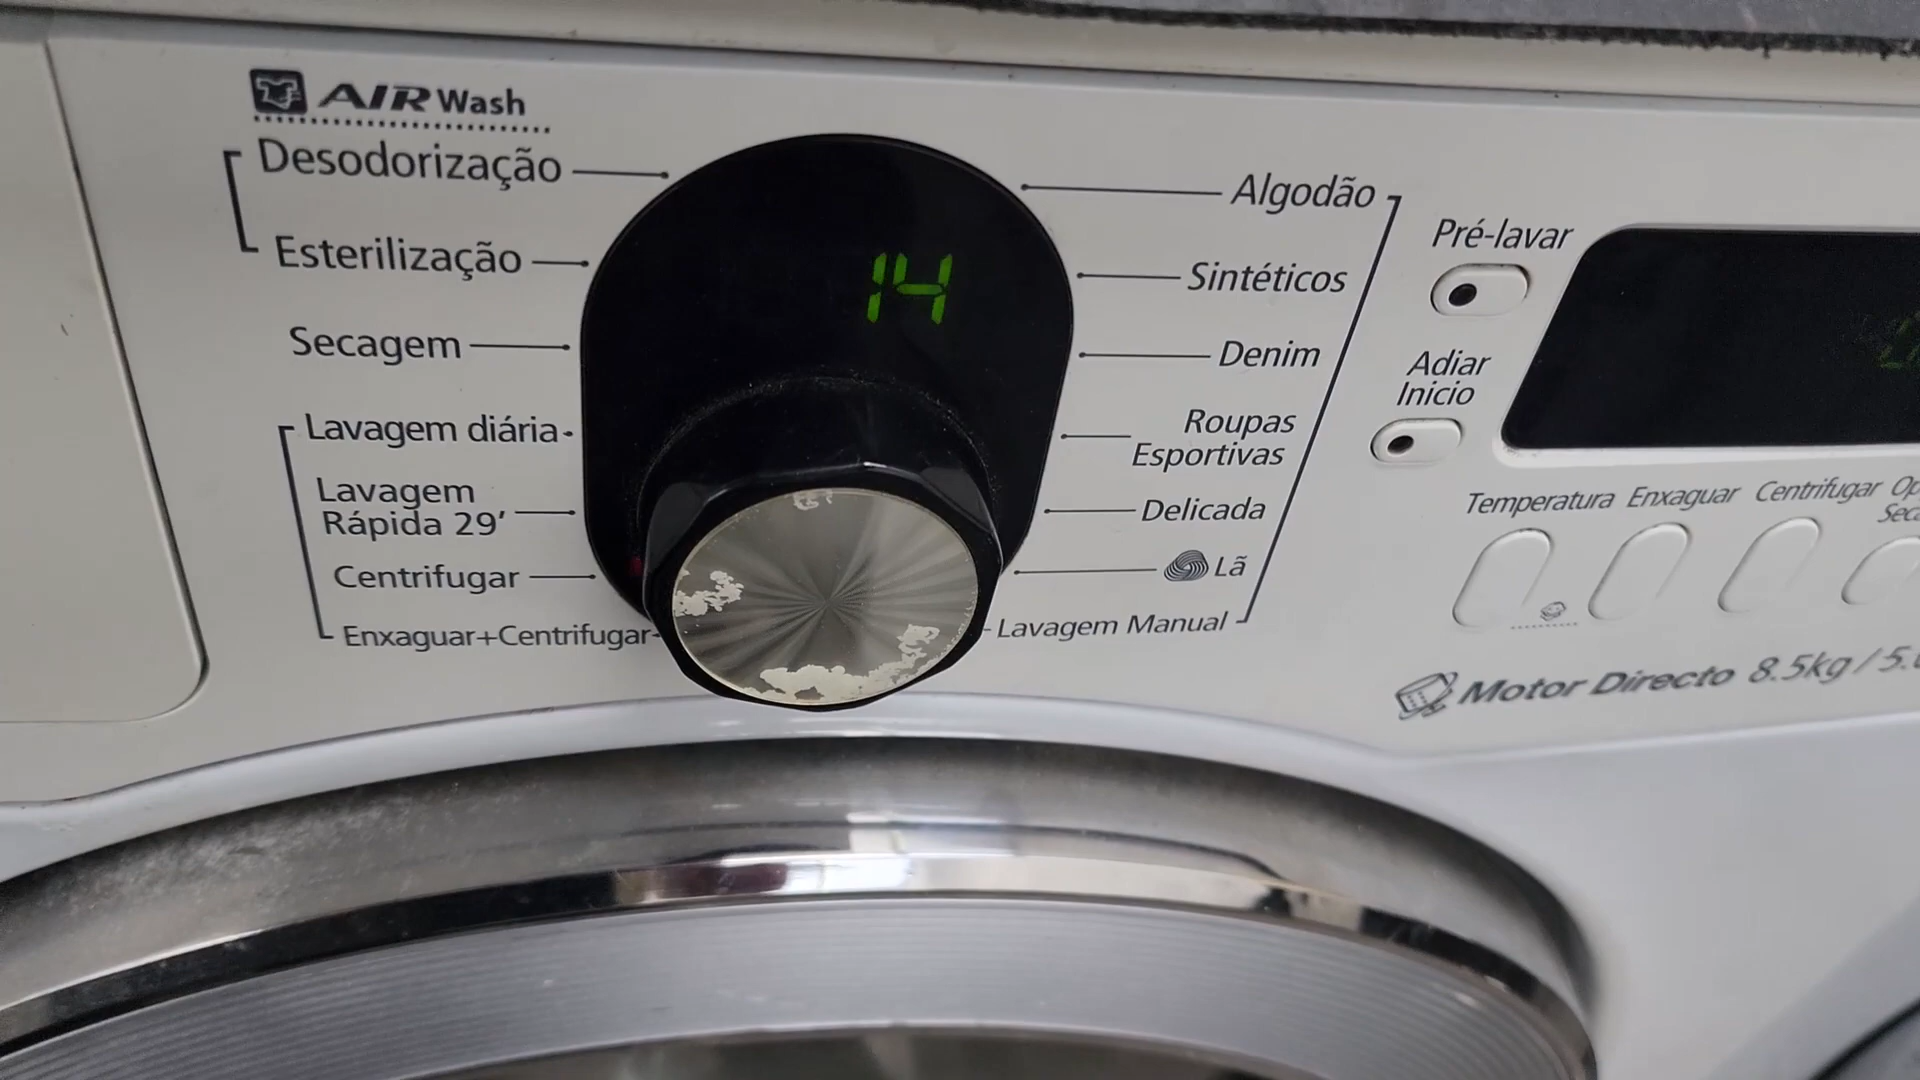 AIR Wash
Desodorização
Esterilização
Secagem
Lavagem diária
Lavagem
Rápida 29’
Centrifugar
Enxaguar+Centrifugar
14
Algodão
Sintéticos
Denim
Roupas
Esportivas
Delicada
Lã
Lavagem Manual
Pré-lavar
Adiar
Inicio
Temperatura
Enxaguar
Centrifugar
Motor Directo 8.5kg/5.